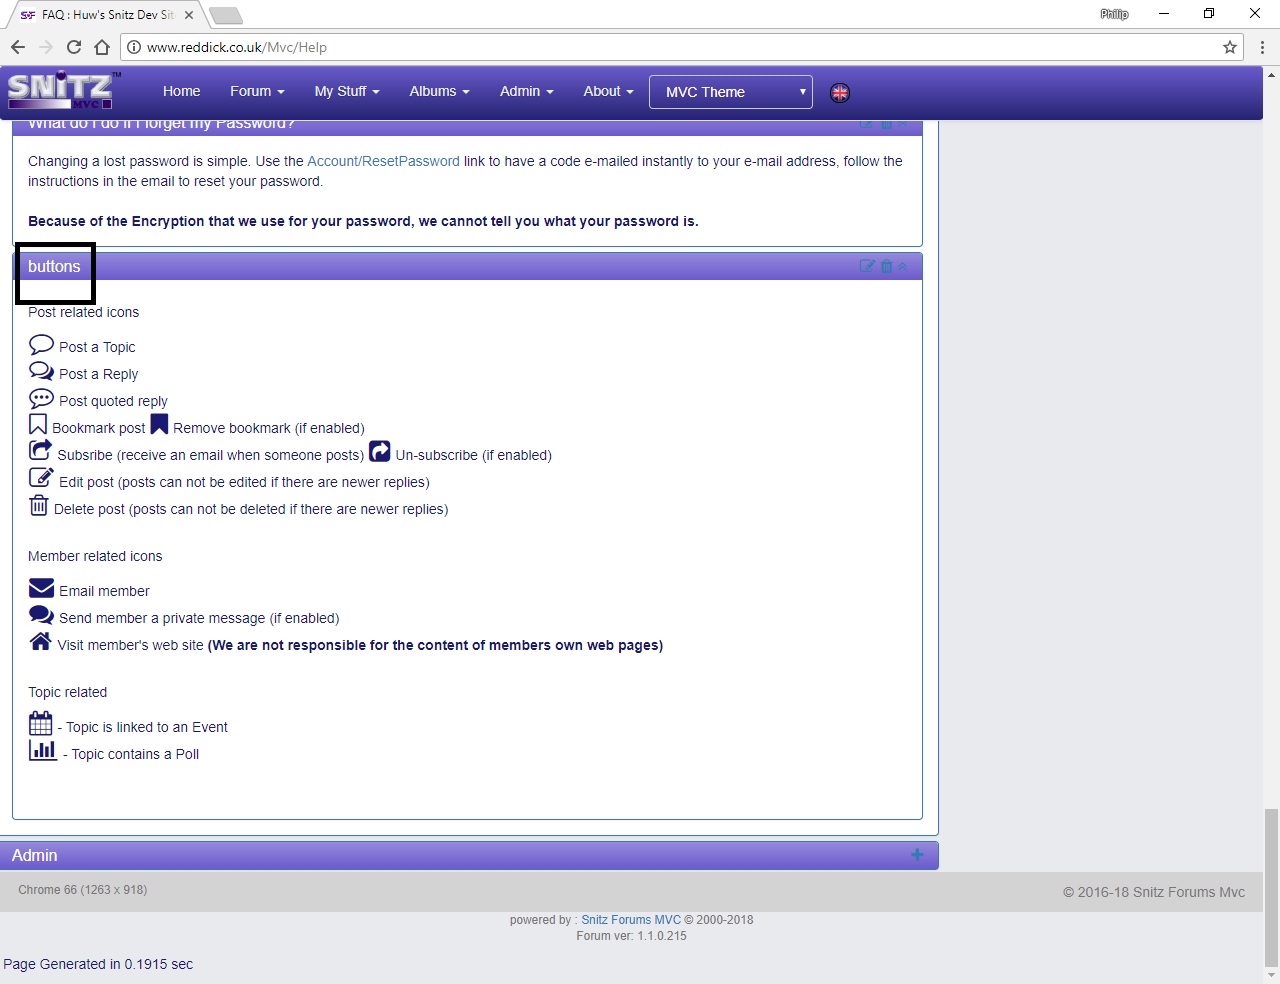 FAQ : Huw's Snitz Dev Sit
Philip
www.reddick.co.uk/Mvc/Help
SNiTZ™ MVC
Home Forum My Stuff Albums Admin About MVC Theme
What do I do if I forget my Password?
Changing a lost password is simple. Use the Account/ResetPassword link to have a code e-mailed instantly to your e-mail address, follow the
instructions in the email to reset your password.
Because of the Encryption that we use for your password, we cannot tell you what your password is.
buttons
Post related icons
Post a Topic
Post a Reply
Post quoted reply
Bookmark post Remove bookmark (if enabled)
Subsribe (receive an email when someone posts) Un-subscribe (if enabled)
Edit post (posts can not be edited if there are newer replies)
Delete post (posts can not be deleted if there are newer replies)
Member related icons
Email member
Send member a private message (if enabled)
Visit member's web site (We are not responsible for the content of members own web pages)
Topic related
- Topic is linked to an Event
- Topic contains a Poll
Admin
Chrome 66 (1263 x 918)
© 2016-18 Snitz Forums Mvc
powered by : Snitz Forums MVC © 2000-2018
Forum ver: 1.1.0.215
Page Generated in 0.1915 sec